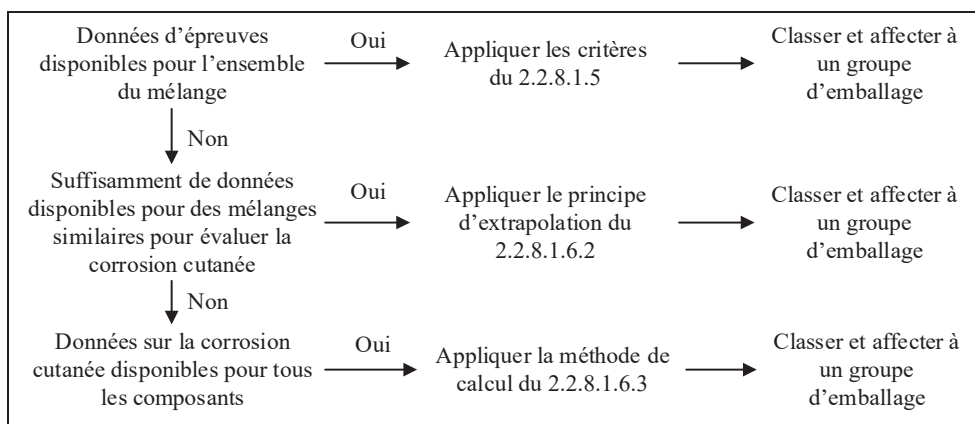 Données d'épreuves
disponibles pour l'ensemble
du mélange
Oui
Appliquer les critères
du 2.2.8.1.5
Classer et affecter à
un groupe
d'emballage
Non
Suffisamment de données
disponibles pour des mélanges
similaires pour évaluer la
corrosion cutanée
Oui
Appliquer le principe
d'extrapolation du
2.2.8.1.6.2
Classer et affecter à
un groupe
d'emballage
Non
Données sur la corrosion
cutanée disponibles pour tous
les composants
Oui
Appliquer la méthode de
calcul du 2.2.8.1.6.3
Classer et affecter à
un groupe
d'emballage